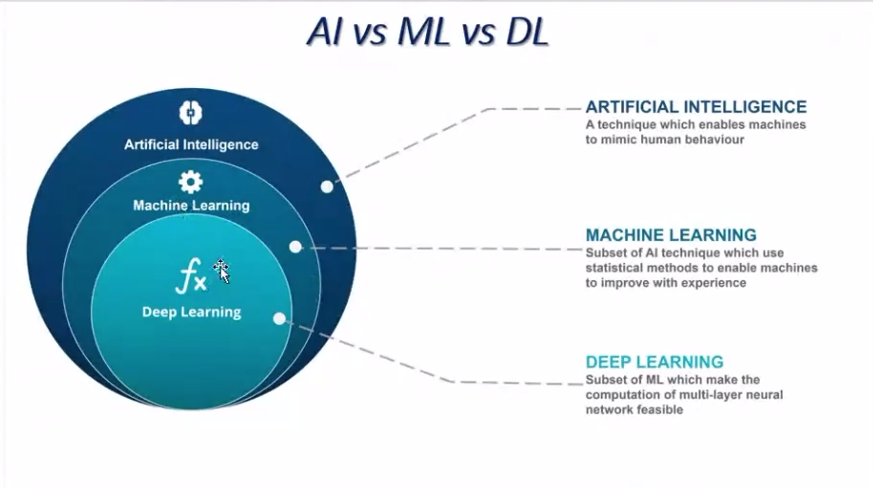 AI vs ML vs DL
Artificial Intelligence
Machine Learning
fx
Deep Learning
ARTIFICIAL INTELLIGENCE
A technique which enables machines
to mimic human behaviour
MACHINE LEARNING
Subset of AI technique which use
statistical methods to enable machines
to improve with experience
DEEP LEARNING
Subset of ML which make the
computation of multi-layer neural
network feasible